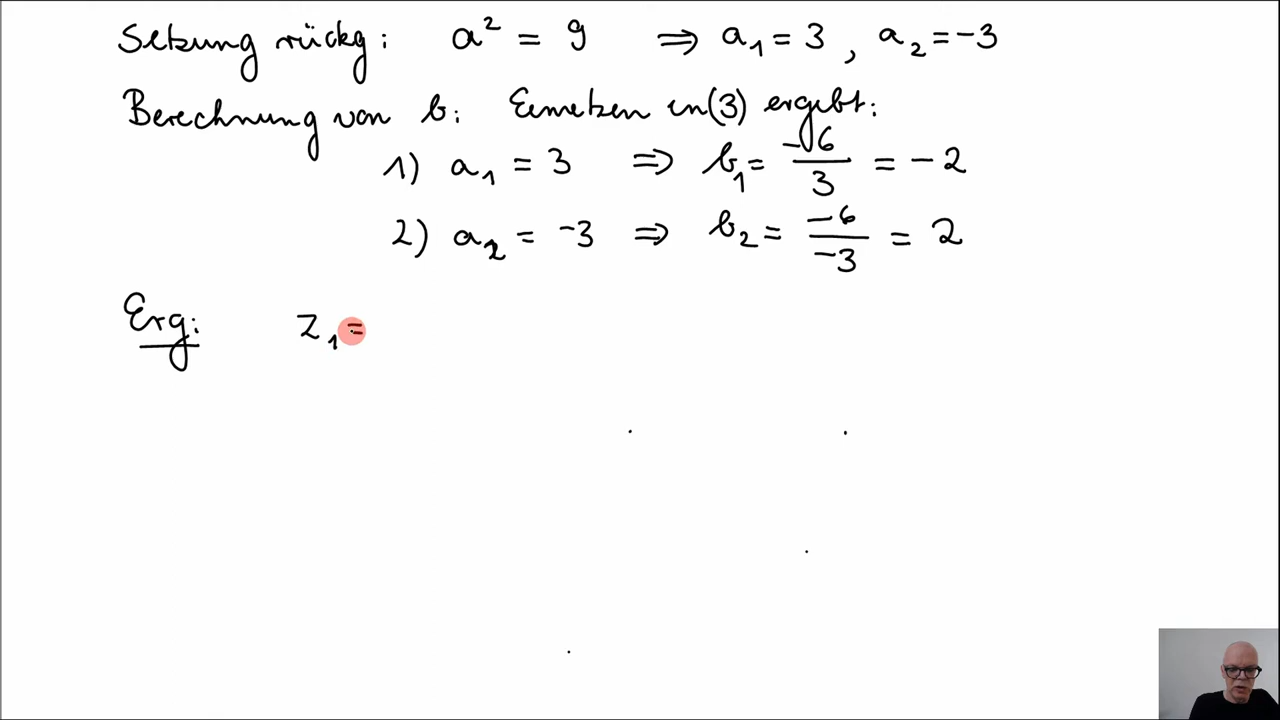 Setzung rückg: a² = 9 ⇒ a₁ = 3 , a₂ = -3
Berechnung von b: Einsetzen in (3) ergibt:
1) a₁ = 3 ⇒ b₁ = -6/3 = -2
2) a₂ = -3 ⇒ b₂ = -6/-3 = 2
Erg: z₁ =